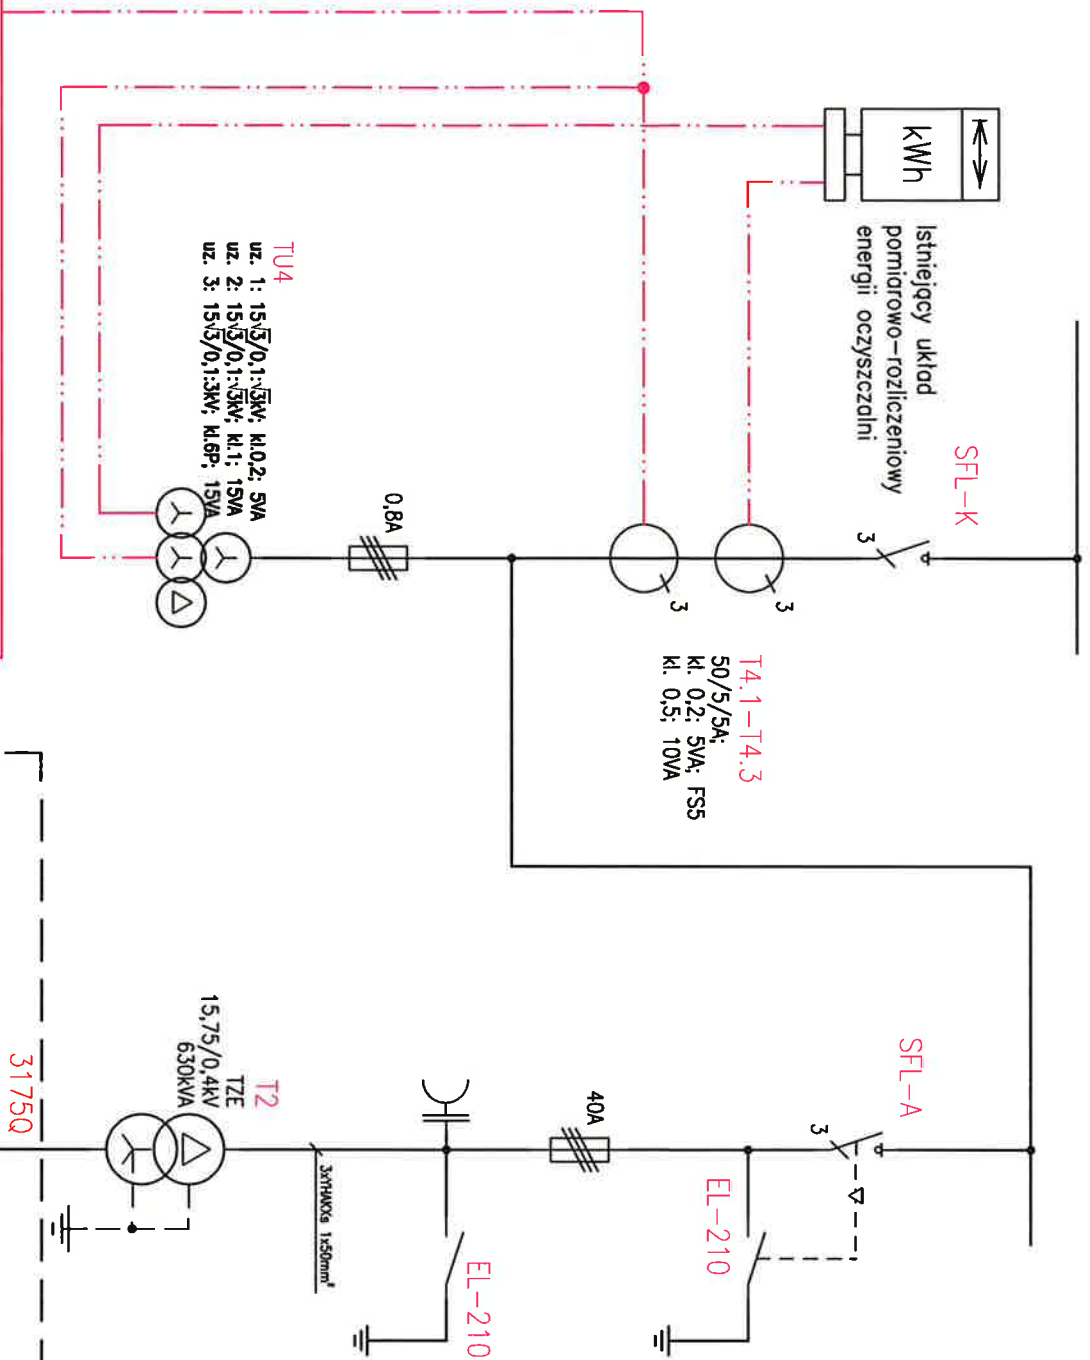 kWh
Istniejący układ
pomiarowo-rozliczeniowy
energii oczyszczalni
SFL-K
3
3
3
T4.1-T4.3
50/5/5A;
kl. 0,2; 5VA; FS5
kl. 0,5; 10VA
TU4
uz. 1: 15√3/0,1:√3kV; kl.0,2; 5VA
uz. 2: 15√3/0,1:√3kV; kl.1; 15VA
uz. 3: 15√3/0,1:3kV; kl.6P; 15VA
0,8A
SFL-A
3
EL-210
40A
EL-210
3xYHAKXs 1x50mm²
T2
TZE
15,75/0,4kV
630kVA
3175Q